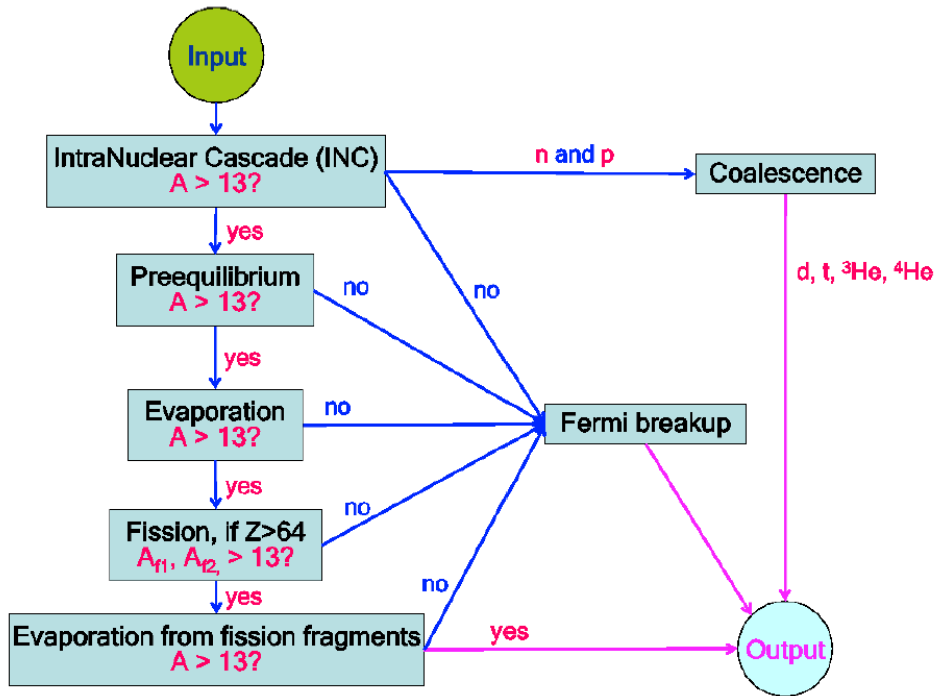 Input
IntraNuclear Cascade (INC)
A > 13?
n and p
Coalescence
yes
d, t, ³He, ⁴He
Preequilibrium
A > 13?
no
no
yes
Evaporation
A > 13?
no
Fermi breakup
yes
no
Fission, if Z>64
A_f1, A_f2, > 13?
no
yes
Evaporation from fission fragments
A > 13?
yes
Output